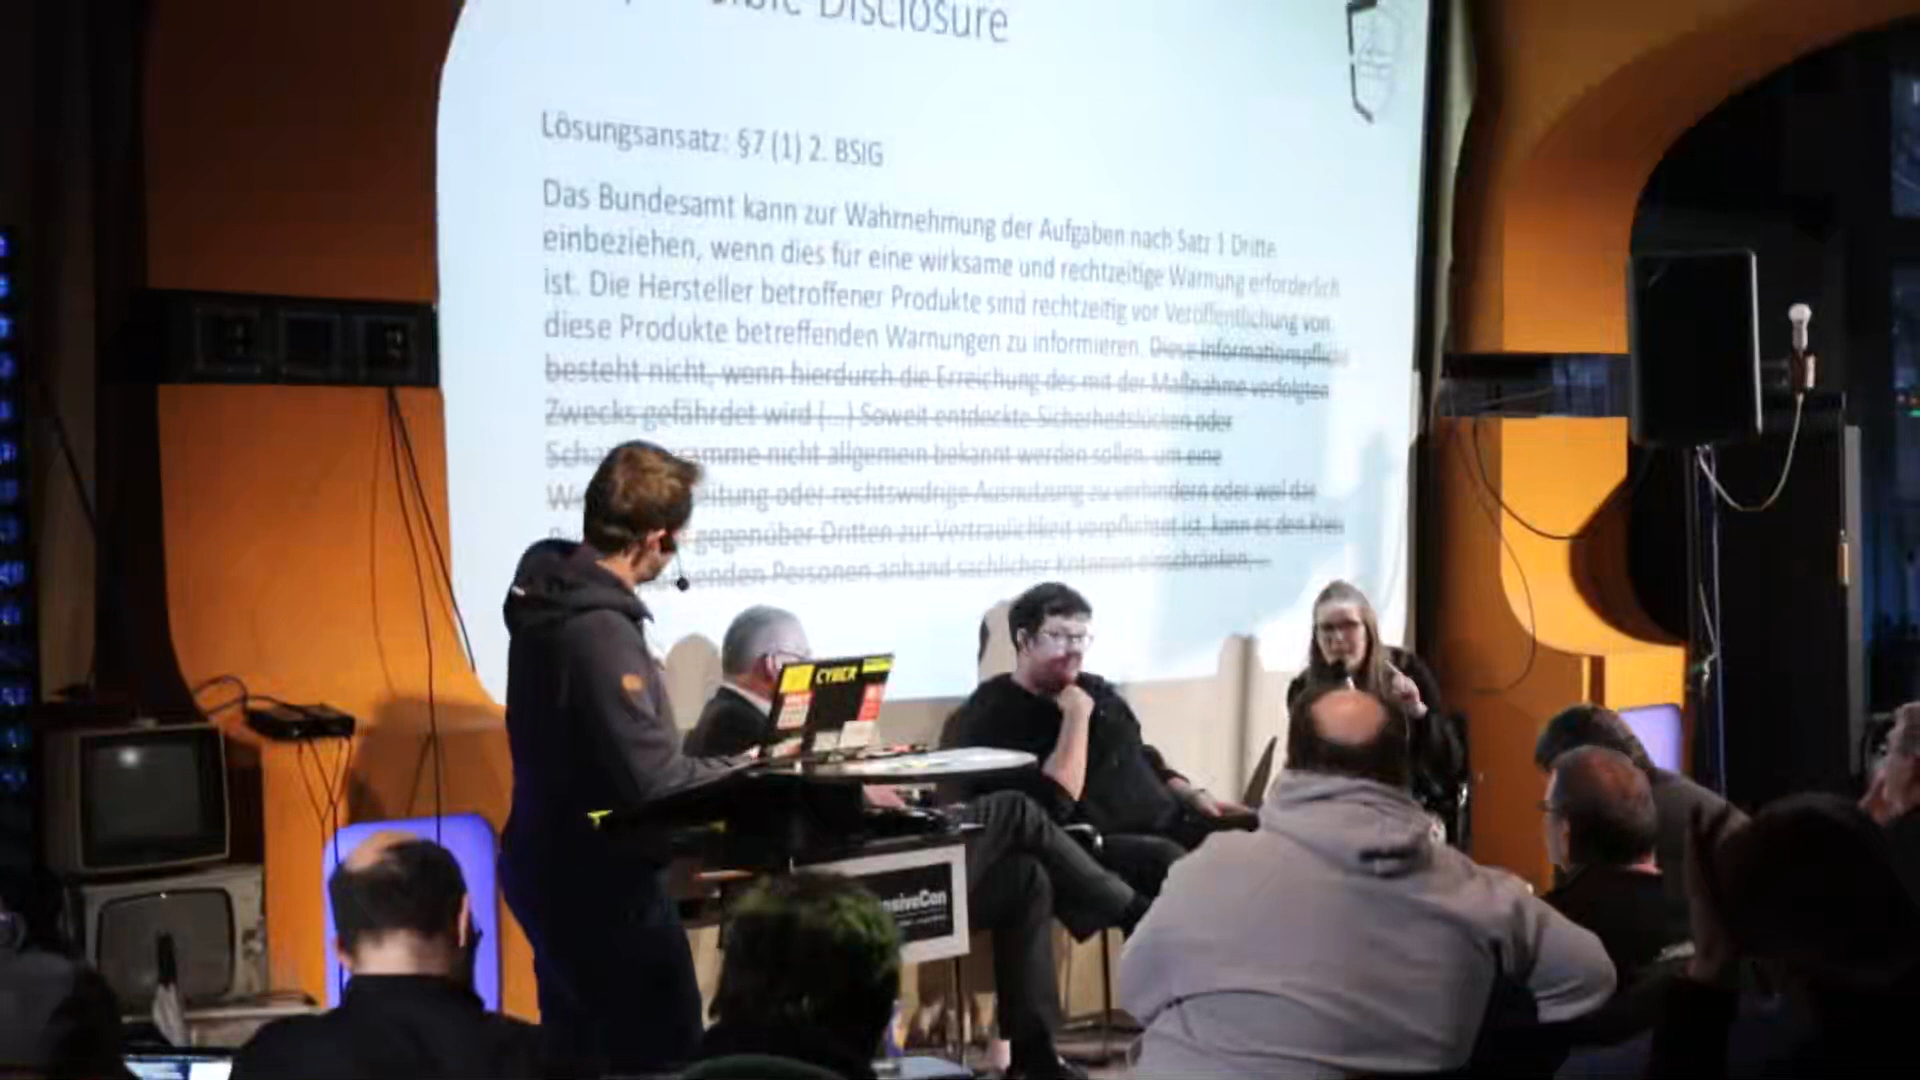 Disclosure
Lösungsansatz: §7 (1) 2. BSIG
Das Bundesamt kann zur Wahrnehmung der Aufgaben nach Satz 1 Dritte
einbeziehen, wenn dies für eine wirksame und rechtzeitige Warnung erforderlich
ist. Die Hersteller betroffener Produkte sind rechtzeitig vor Veröffentlichung von
diese Produkte betreffenden Warnungen zu informieren. Diese Informationspflicht
besteht nicht, wenn hierdurch die Erreichung des mit der Maßnahme verfolgten
Zwecks gefährdet wird (...) Soweit entdeckte Sicherheitslücken oder
nicht allgemein bekannt werden sollen, um eine
oder rechtswidrige Ausnutzung zu verhindern oder weil das
gegenüber Dritten zur Vertraulichkeit verpflichtet ist, kann es den Kreis
Personen anhand sachlicher Kriterien einschränken,
CYBER
nsiveCon